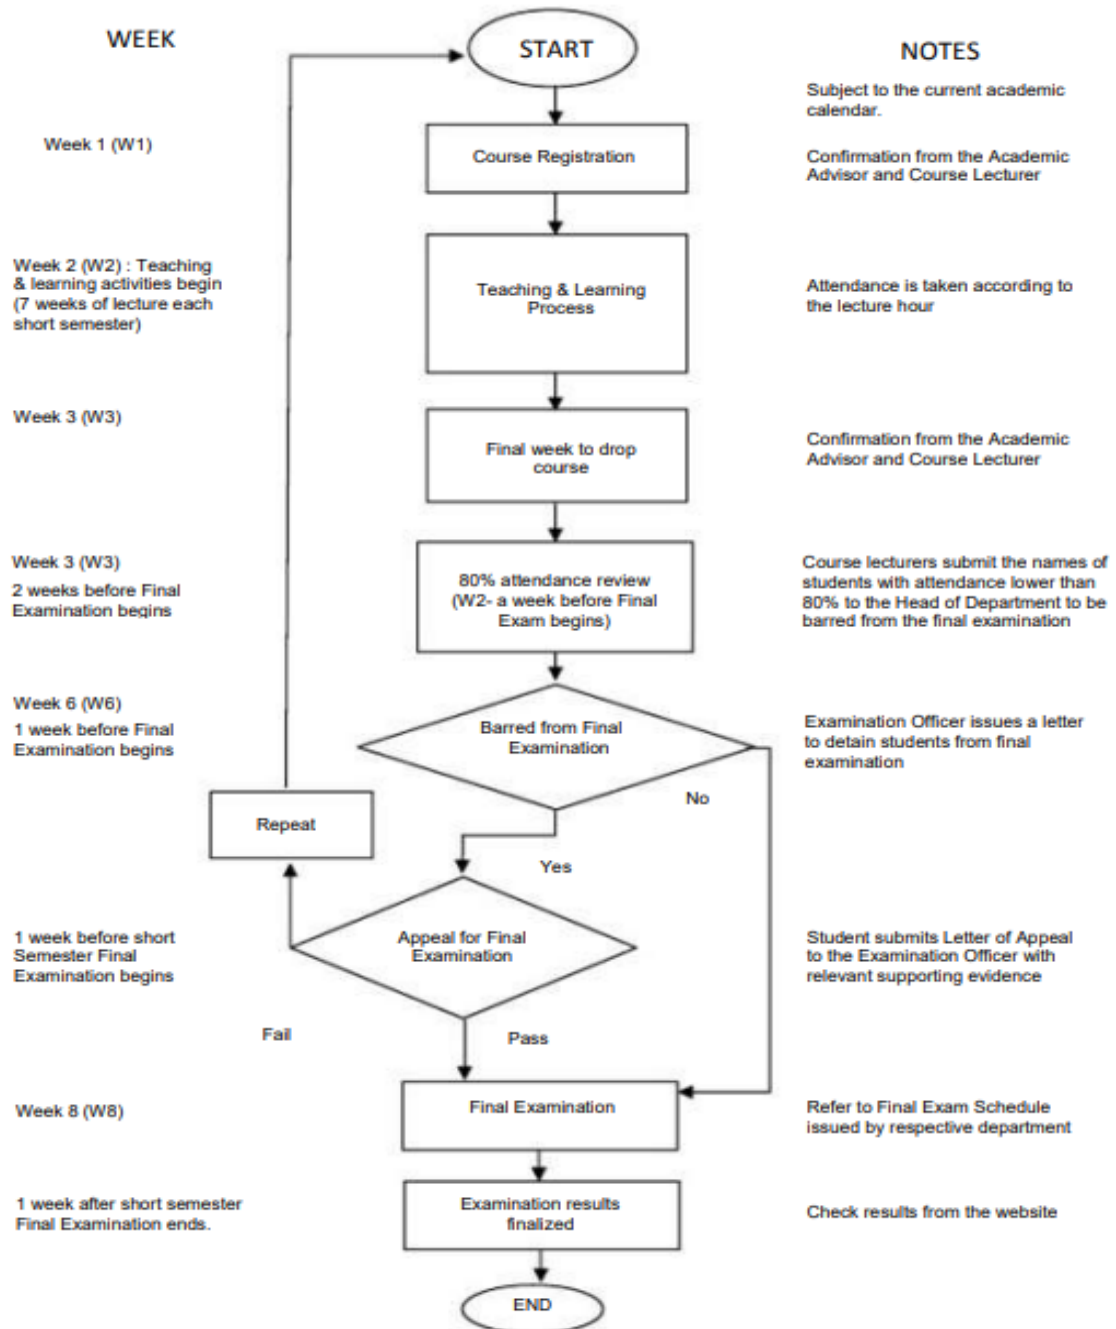 WEEK
START
NOTES
Subject to the current academic
calendar.
Week 1 (W1)
Course Registration
Confirmation from the Academic
Advisor and Course Lecturer
Week 2 (W2) : Teaching
& learning activities begin
(7 weeks of lecture each
short semester)
Teaching & Learning
Process
Attendance is taken according to
the lecture hour
Week 3 (W3)
Final week to drop
course
Confirmation from the Academic
Advisor and Course Lecturer
Week 3 (W3)
2 weeks before Final
Examination begins
80% attendance review
(W2- a week before Final
Exam begins)
Course lecturers submit the names of
students with attendance lower than
80% to the Head of Department to be
barred from the final examination
Week 6 (W6)
1 week before Final
Examination begins
Barred from Final
Examination
Examination Officer issues a letter
to detain students from final
examination
No
Repeat
Yes
1 week before short
Semester Final
Examination begins
Appeal for Final
Examination
Student submits Letter of Appeal
to the Examination Officer with
relevant supporting evidence
Fail
Pass
Week 8 (W8)
Final Examination
Refer to Final Exam Schedule
issued by respective department
1 week after short semester
Final Examination ends.
Examination results
finalized
Check results from the website
END